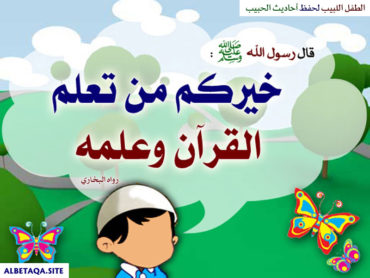 الطفل اللبيب لحفظ أحاديث الحبيب
قال رسول الله ﷺ :
خيركم من تعلم
القرآن وعلمه
رواه البخاري
ALBETAQA.SITE